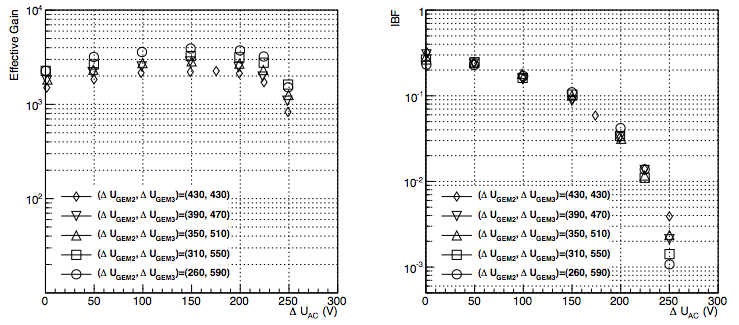 Effective Gain
10⁴
10³
10²
(Δ U_GEM2, Δ U_GEM3)=(430, 430)
(Δ U_GEM2, Δ U_GEM3)=(390, 470)
(Δ U_GEM2, Δ U_GEM3)=(350, 510)
(Δ U_GEM2, Δ U_GEM3)=(310, 550)
(Δ U_GEM2, Δ U_GEM3)=(260, 590)
0 50 100 150 200 250 300
Δ U_AC (V)
IBF
1
10⁻¹
10⁻²
10⁻³
(Δ U_GEM2, Δ U_GEM3)=(430, 430)
(Δ U_GEM2, Δ U_GEM3)=(390, 470)
(Δ U_GEM2, Δ U_GEM3)=(350, 510)
(Δ U_GEM2, Δ U_GEM3)=(310, 550)
(Δ U_GEM2, Δ U_GEM3)=(260, 590)
0 50 100 150 200 250 300
Δ U_AC (V)